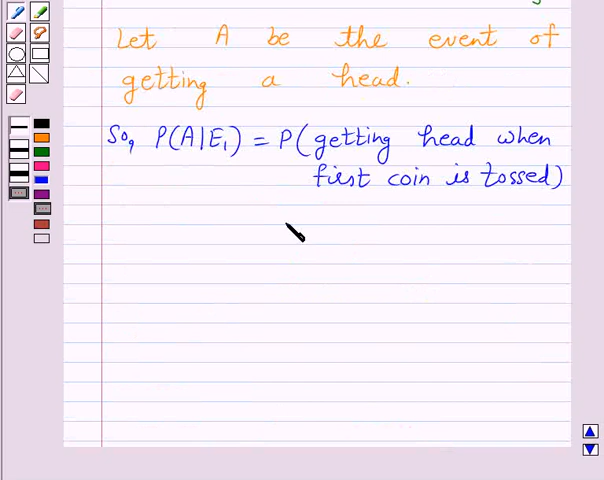 Let A be the event of
getting a head.
So, P(A|E₁) = P(getting head when
first coin is tossed)